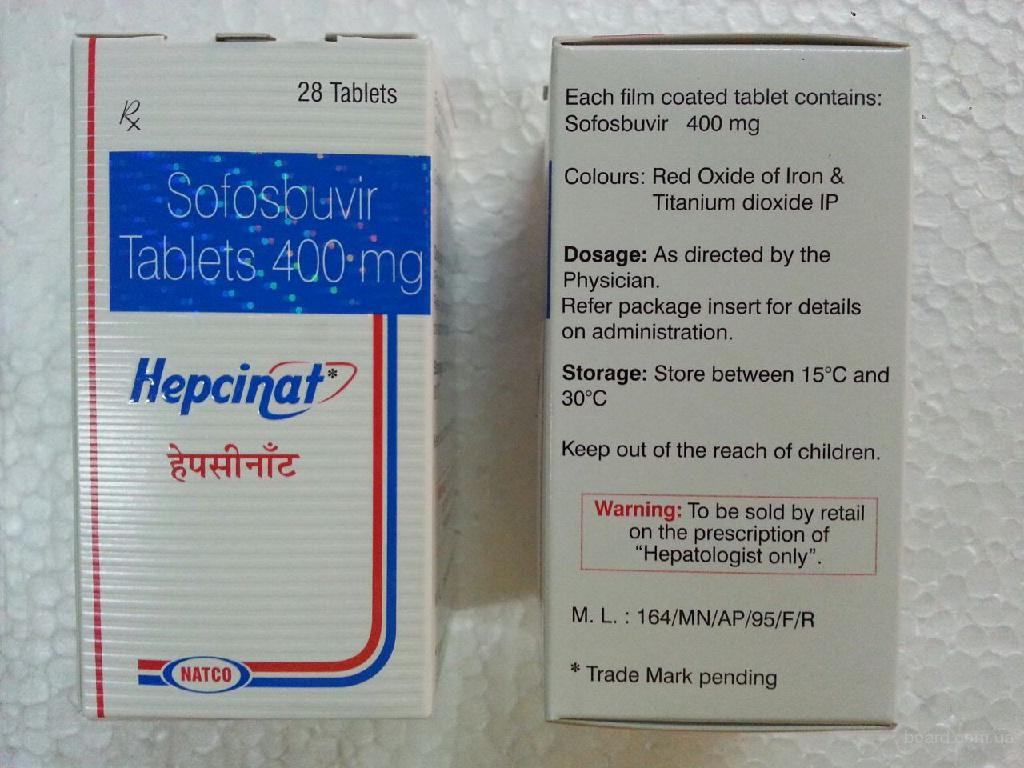 28 Tablets
Rx
Sofosbuvir
Tablets 400 mg
Hepcinat*
हेपसीनाँट
NATCO
Each film coated tablet contains:
Sofosbuvir 400 mg
Colours: Red Oxide of Iron &
Titanium dioxide IP
Dosage: As directed by the
Physician.
Refer package insert for details
on administration.
Storage: Store between 15°C and
30°C
Keep out of the reach of children.
Warning: To be sold by retail
on the prescription of
“Hepatologist only”.
M. L. : 164/MN/AP/95/F/R
* Trade Mark pending
board.com.ua